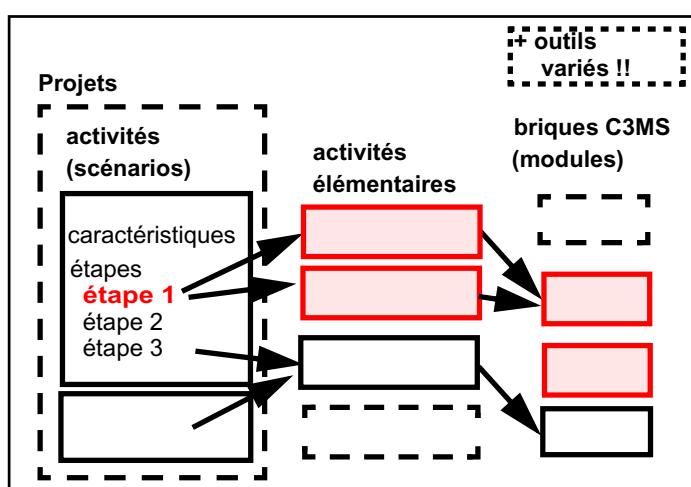 + outils
variés !!
Projets
activités
(scénarios)
activités
élémentaires
briques C3MS
(modules)
caractéristiques
étapes
étape 1
étape 2
étape 3